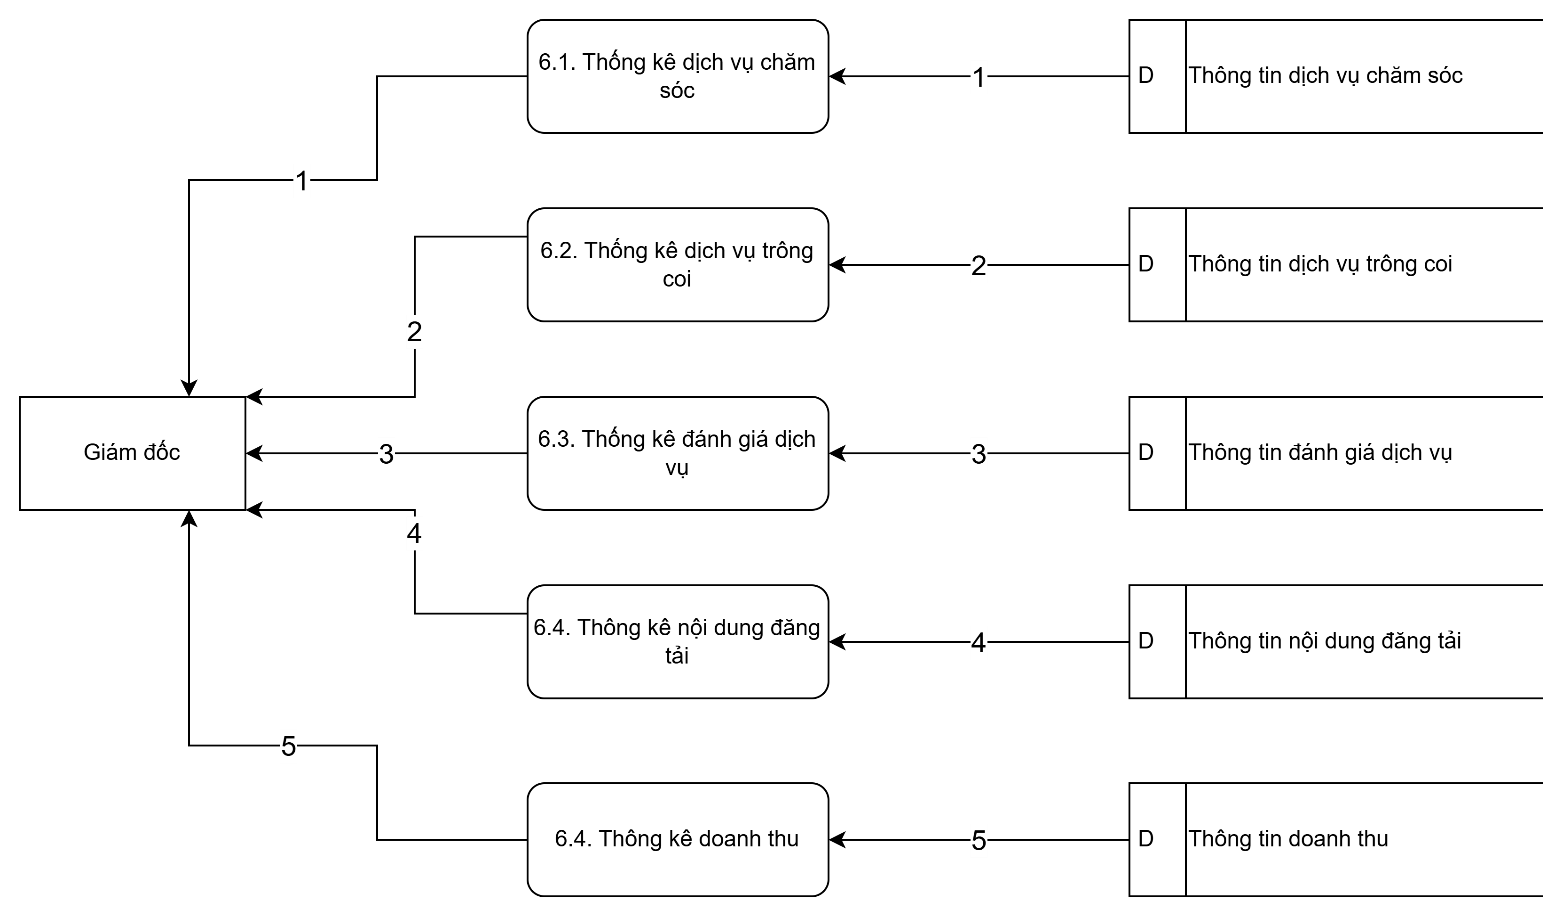 6.1. Thống kê dịch vụ chăm
sóc
1
D
Thông tin dịch vụ chăm sóc
1
6.2. Thống kê dịch vụ trông
coi
2
D
Thông tin dịch vụ trông coi
2
Giám đốc
3
6.3. Thống kê đánh giá dịch
vụ
3
D
Thông tin đánh giá dịch vụ
4
6.4. Thông kê nội dung đăng
tải
4
D
Thông tin nội dung đăng tải
5
6.4. Thông kê doanh thu
5
D
Thông tin doanh thu